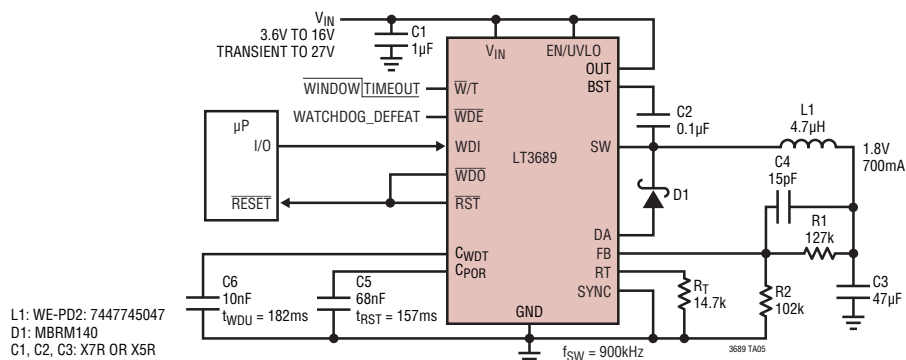 VIN
3.6V TO 16V
TRANSIENT TO 27V
C1
1µF
VIN
EN/UVLO
OUT
BST
WINDOW TIMEOUT
W/T
WATCHDOG_DEFEAT
WDE
µP
I/O
WDI
LT3689
SW
C2
0.1µF
L1
4.7µH
1.8V
700mA
C4
15pF
WDO
RESET
RST
D1
DA
R1
127k
FB
CWDT
CPOR
RT
SYNC
GND
C6
10nF
tWDU = 182ms
C5
68nF
tRST = 157ms
RT
14.7k
R2
102k
C3
47µF
L1: WE-PD2: 7447745047
D1: MBRM140
C1, C2, C3: X7R OR X5R
fSW = 900kHz
3689 TA05